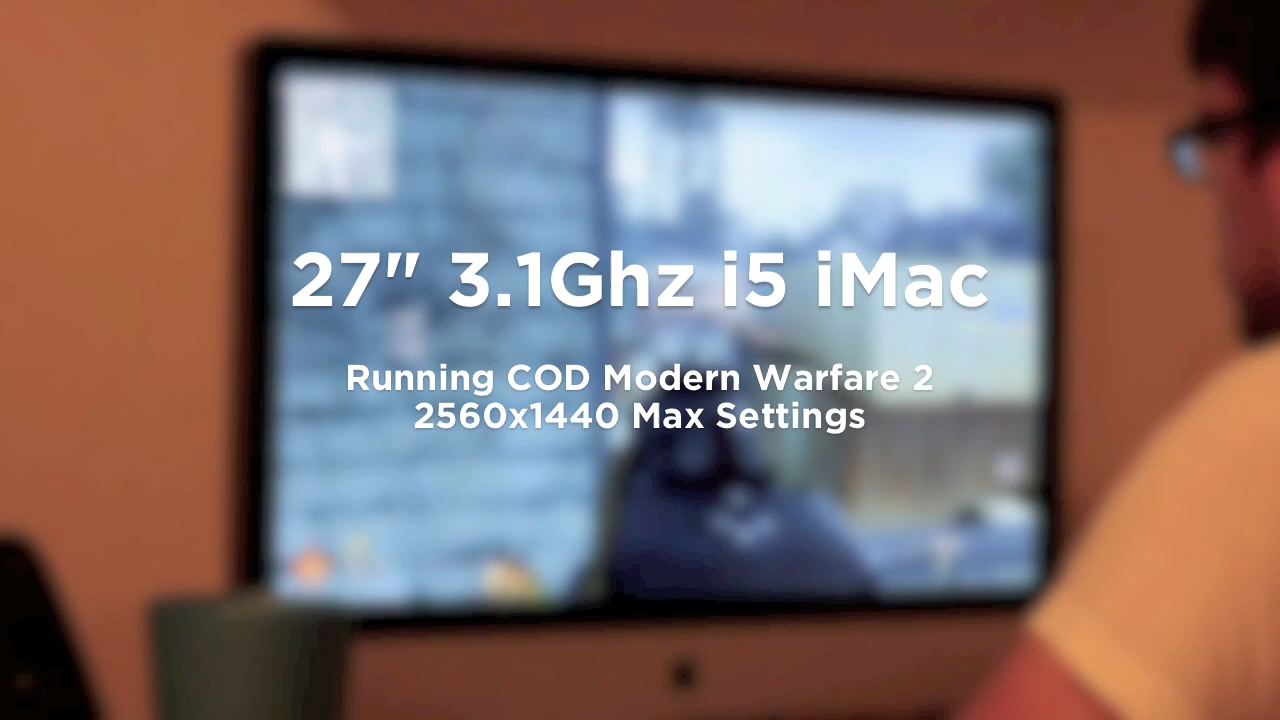 27" 3.1Ghz i5 iMac
Running COD Modern Warfare 2
2560x1440 Max Settings